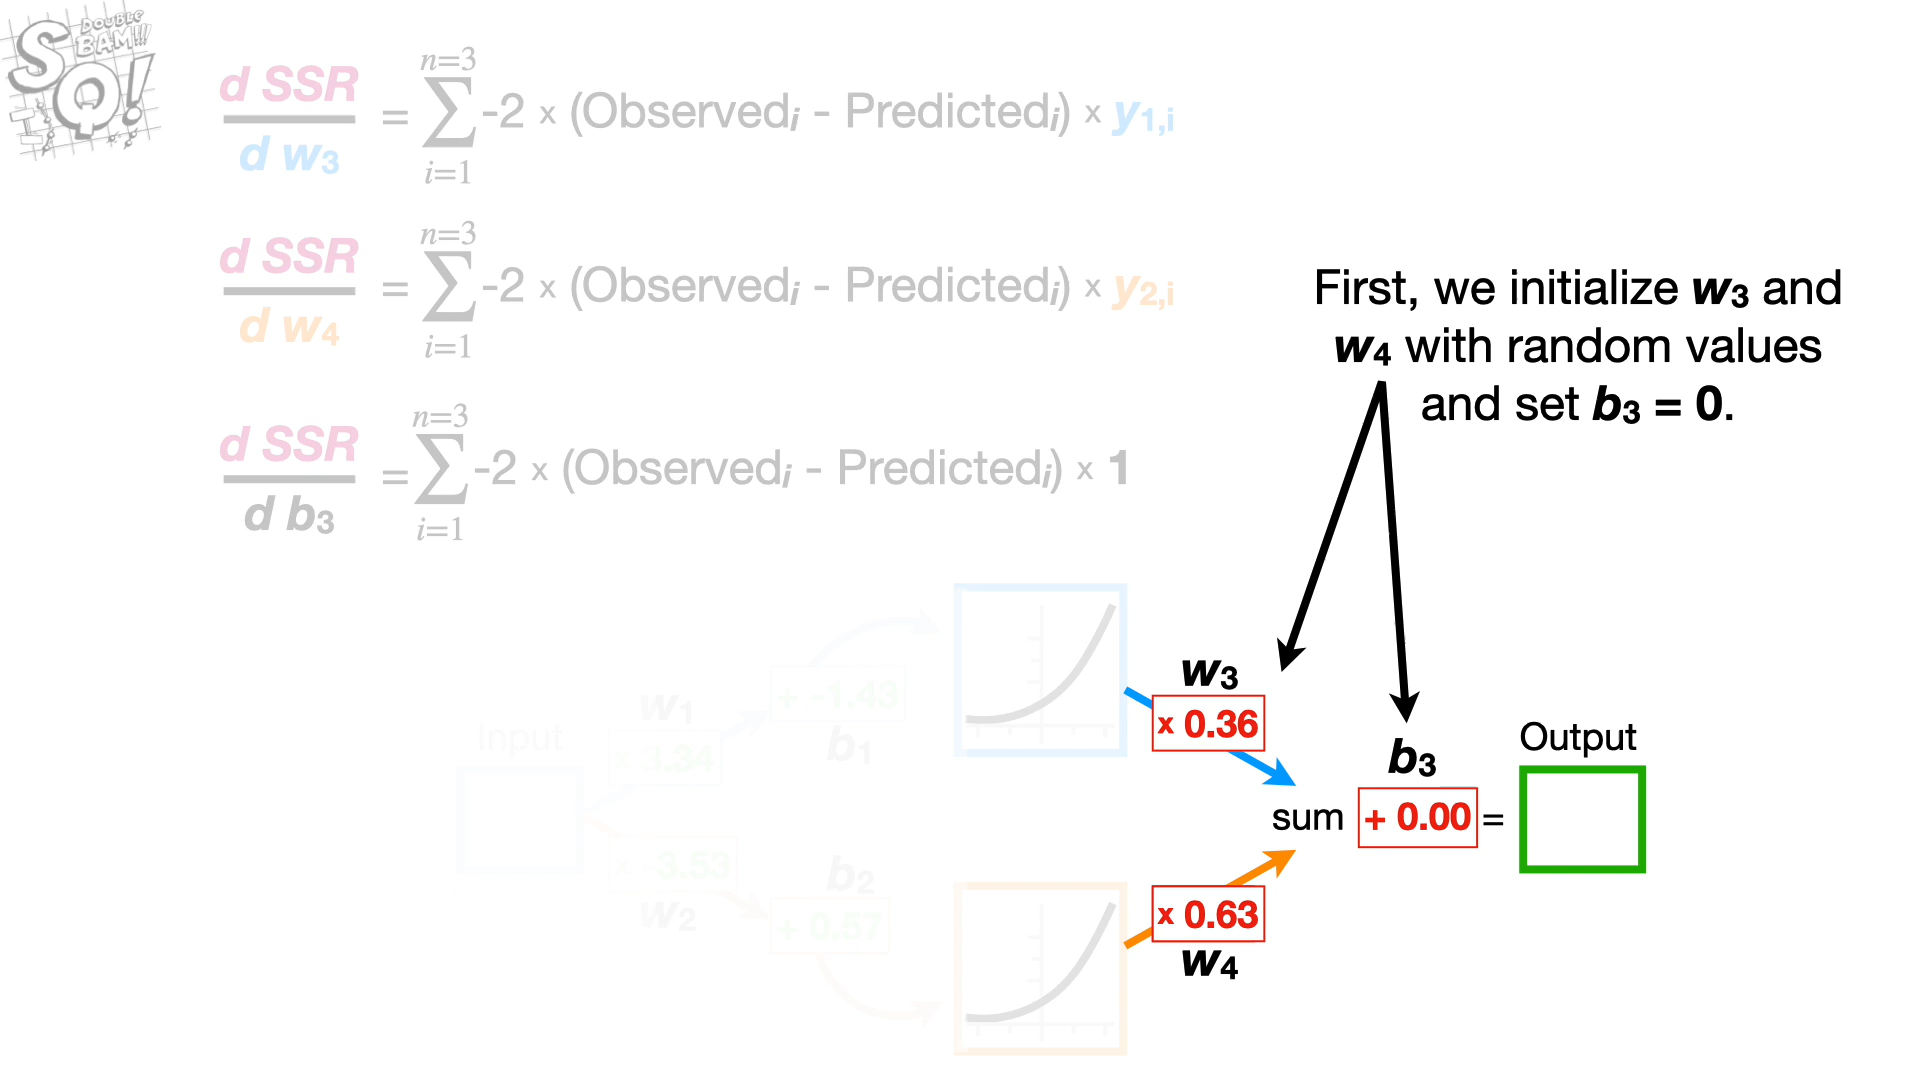 DOUBLE
BAM!!!
SQ!
d SSR / d w₃ = ∑ n=3 i=1 -2 × (Observedᵢ - Predictedᵢ) × y₁,ᵢ
d SSR / d w₄ = ∑ n=3 i=1 -2 × (Observedᵢ - Predictedᵢ) × y₂,ᵢ
d SSR / d b₃ = ∑ n=3 i=1 -2 × (Observedᵢ - Predictedᵢ) × 1
First, we initialize w₃ and
w₄ with random values
and set b₃ = 0.
Input
w₁
× 3.34
+ -1.43
b₁
× -3.53
w₂
b₂
+ 0.57
w₃
× 0.36
× 0.63
w₄
sum
b₃
+ 0.00
=
Output